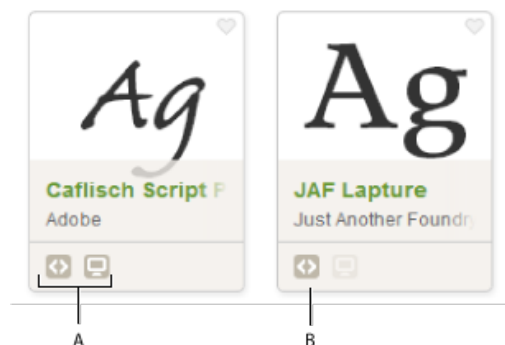 Ag
Caflisch Script P
Adobe
Ag
JAF Lapture
Just Another Foundr
A
B